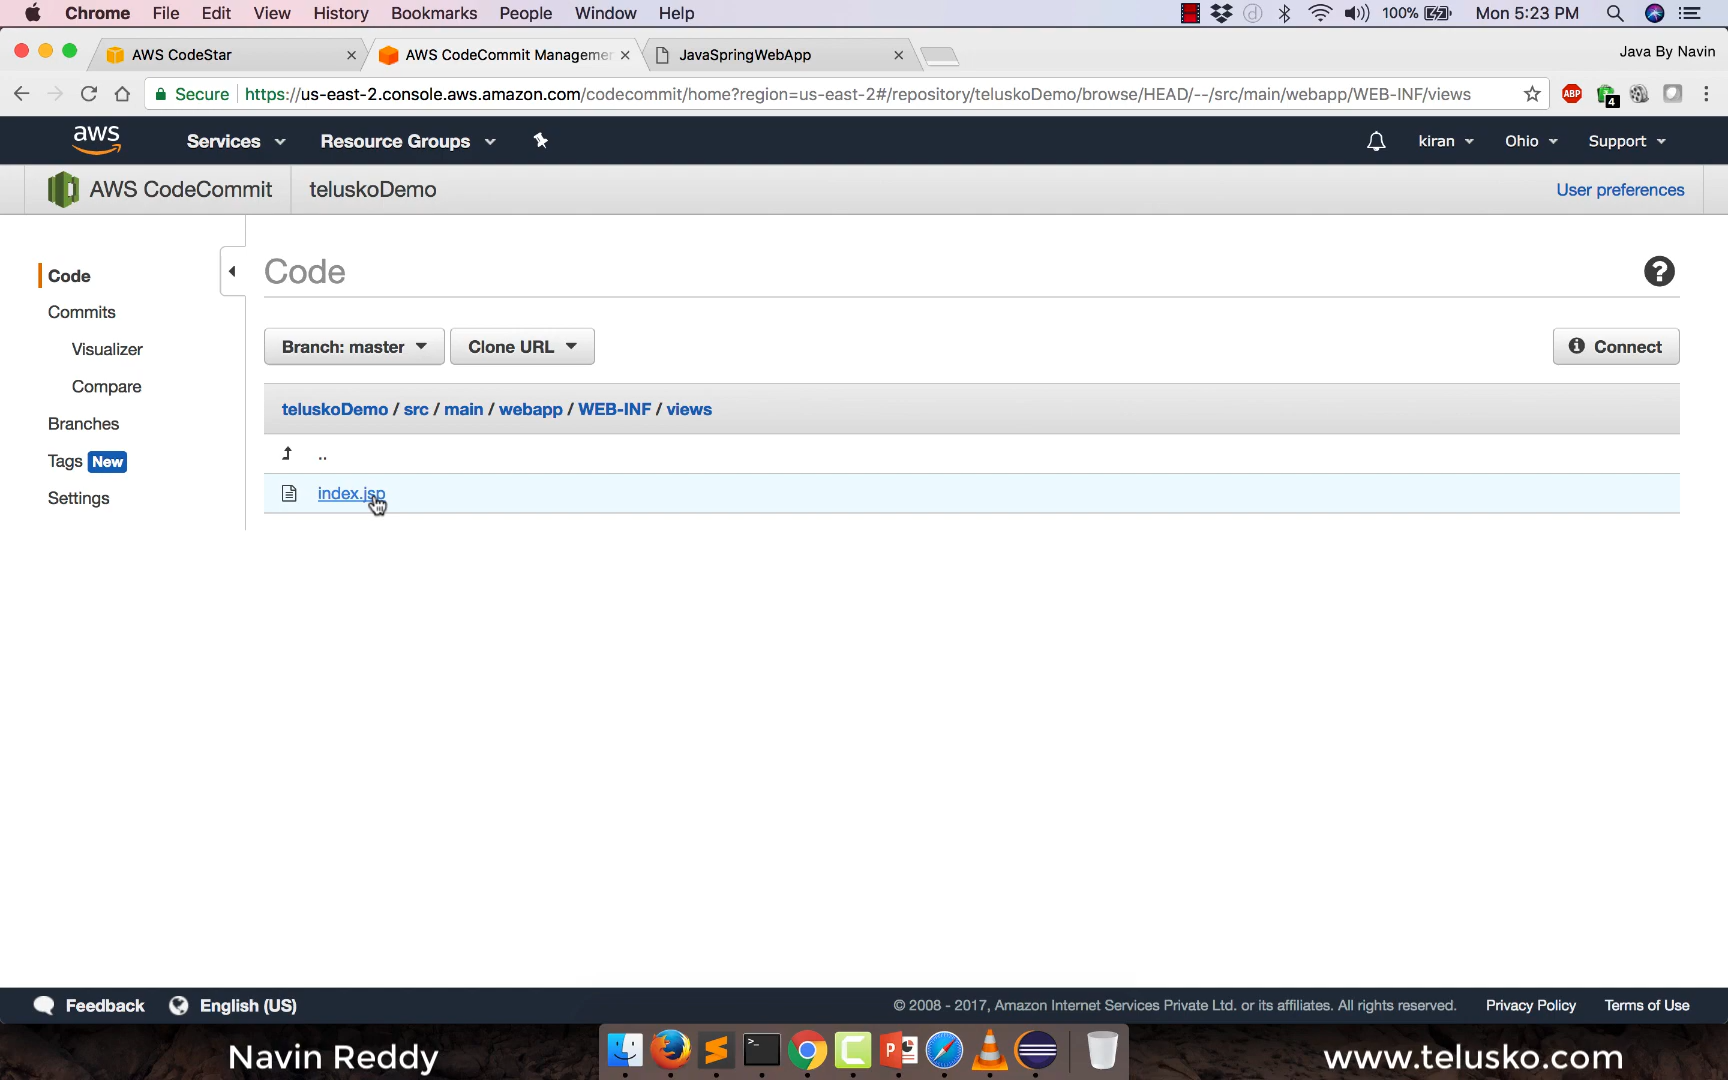 Chrome File Edit View History Bookmarks People Window Help 100% Mon 5:23 PM
AWS CodeStar AWS CodeCommit Manageme JavaSpringWebApp Java By Navin
Secure https://us-east-2.console.aws.amazon.com/codecommit/home?region=us-east-2#/repository/teluskoDemo/browse/HEAD/--/src/main/webapp/WEB-INF/views ABP 4
aws Services Resource Groups kiran Ohio Support
AWS CodeCommit teluskoDemo User preferences
Code
Commits
Visualizer
Compare
Branches
Tags New
Settings
Code
Branch: master Clone URL Connect
teluskoDemo / src / main / webapp / WEB-INF / views
..
index.jsp
Feedback English (US) © 2008 - 2017, Amazon Internet Services Private Ltd. or its affiliates. All rights reserved. Privacy Policy Terms of Use
Navin Reddy www.telusko.com